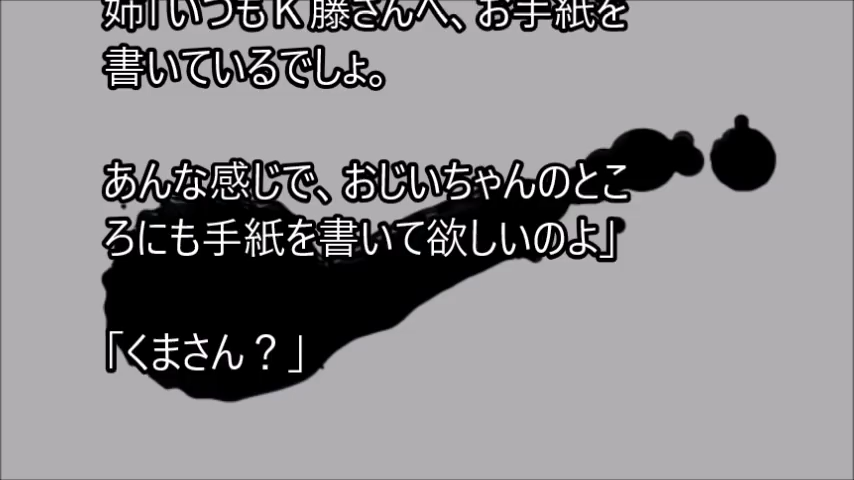 姉「いつもＫ藤さんへ、お手紙を
書いているでしょ。
あんな感じで、おじいちゃんのとこ
ろにも手紙を書いて欲しいのよ」
「くまさん？」